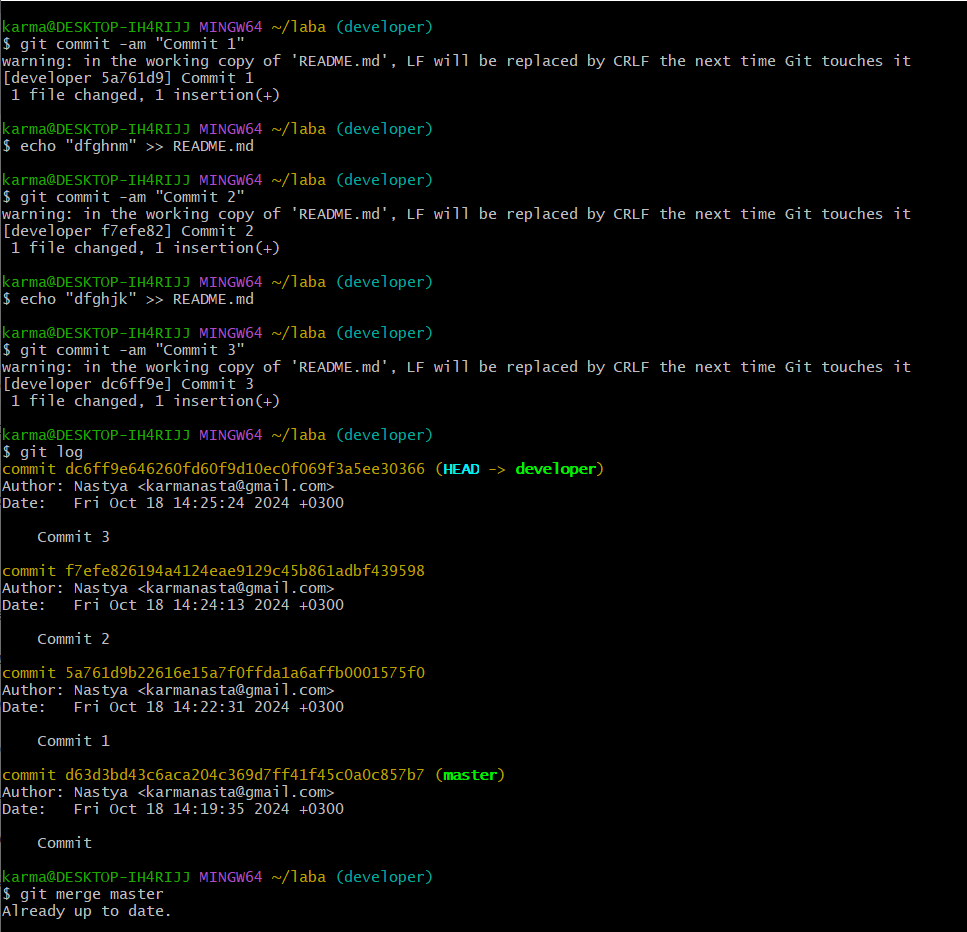 karma@DESKTOP-IH4RIJJ MINGW64 ~/laba (developer)
$ git commit -am "Commit 1"
warning: in the working copy of 'README.md', LF will be replaced by CRLF the next time Git touches it
[developer 5a761d9] Commit 1
 1 file changed, 1 insertion(+)

karma@DESKTOP-IH4RIJJ MINGW64 ~/laba (developer)
$ echo "dfghnm" >> README.md

karma@DESKTOP-IH4RIJJ MINGW64 ~/laba (developer)
$ git commit -am "Commit 2"
warning: in the working copy of 'README.md', LF will be replaced by CRLF the next time Git touches it
[developer f7efe82] Commit 2
 1 file changed, 1 insertion(+)

karma@DESKTOP-IH4RIJJ MINGW64 ~/laba (developer)
$ echo "dfghjk" >> README.md

karma@DESKTOP-IH4RIJJ MINGW64 ~/laba (developer)
$ git commit -am "Commit 3"
warning: in the working copy of 'README.md', LF will be replaced by CRLF the next time Git touches it
[developer dc6ff9e] Commit 3
 1 file changed, 1 insertion(+)

karma@DESKTOP-IH4RIJJ MINGW64 ~/laba (developer)
$ git log
commit dc6ff9e646260fd60f9d10ec0f069f3a5ee30366 (HEAD -> developer)
Author: Nastya <karmanasta@gmail.com>
Date:   Fri Oct 18 14:25:24 2024 +0300

    Commit 3

commit f7efe826194a4124eae9129c45b861adbf439598
Author: Nastya <karmanasta@gmail.com>
Date:   Fri Oct 18 14:24:13 2024 +0300

    Commit 2

commit 5a761d9b22616e15a7f0ffda1a6affb0001575f0
Author: Nastya <karmanasta@gmail.com>
Date:   Fri Oct 18 14:22:31 2024 +0300

    Commit 1

commit d63d3bd43c6aca204c369d7ff41f45c0a0c857b7 (master)
Author: Nastya <karmanasta@gmail.com>
Date:   Fri Oct 18 14:19:35 2024 +0300

    Commit

karma@DESKTOP-IH4RIJJ MINGW64 ~/laba (developer)
$ git merge master
Already up to date.